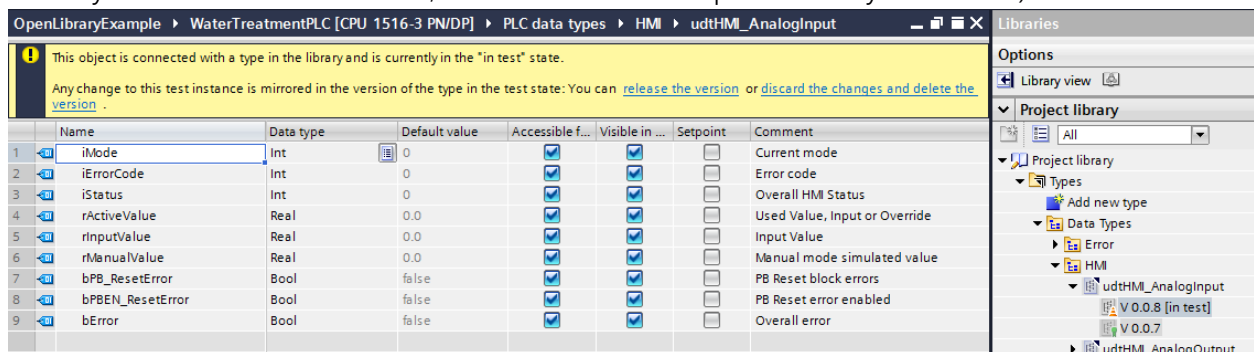 OpenLibraryExample ▸ WaterTreatmentPLC [CPU 1516-3 PN/DP] ▸ PLC data types ▸ HMI ▸ udtHMI_AnalogInput
Libraries
This object is connected with a type in the library and is currently in the "in test" state.
Any change to this test instance is mirrored in the version of the type in the test state: You can release the version or discard the changes and delete the
version .
Name Data type Default value Accessible f... Visible in ... Setpoint Comment
1 iMode Int 0 Current mode
2 iErrorCode Int 0 Error code
3 iStatus Int 0 Overall HMI Status
4 rActiveValue Real 0.0 Used Value, Input or Override
5 rInputValue Real 0.0 Input Value
6 rManualValue Real 0.0 Manual mode simulated value
7 bPB_ResetError Bool false PB Reset block errors
8 bPBEN_ResetError Bool false PB Reset error enabled
9 bError Bool false Overall error
Options
Library view
Project library
All
Project library
Types
Add new type
Data Types
Error
HMI
udtHMI_AnalogInput
V 0.0.8 [in test]
V 0.0.7
udtHMI_AnalogOutput